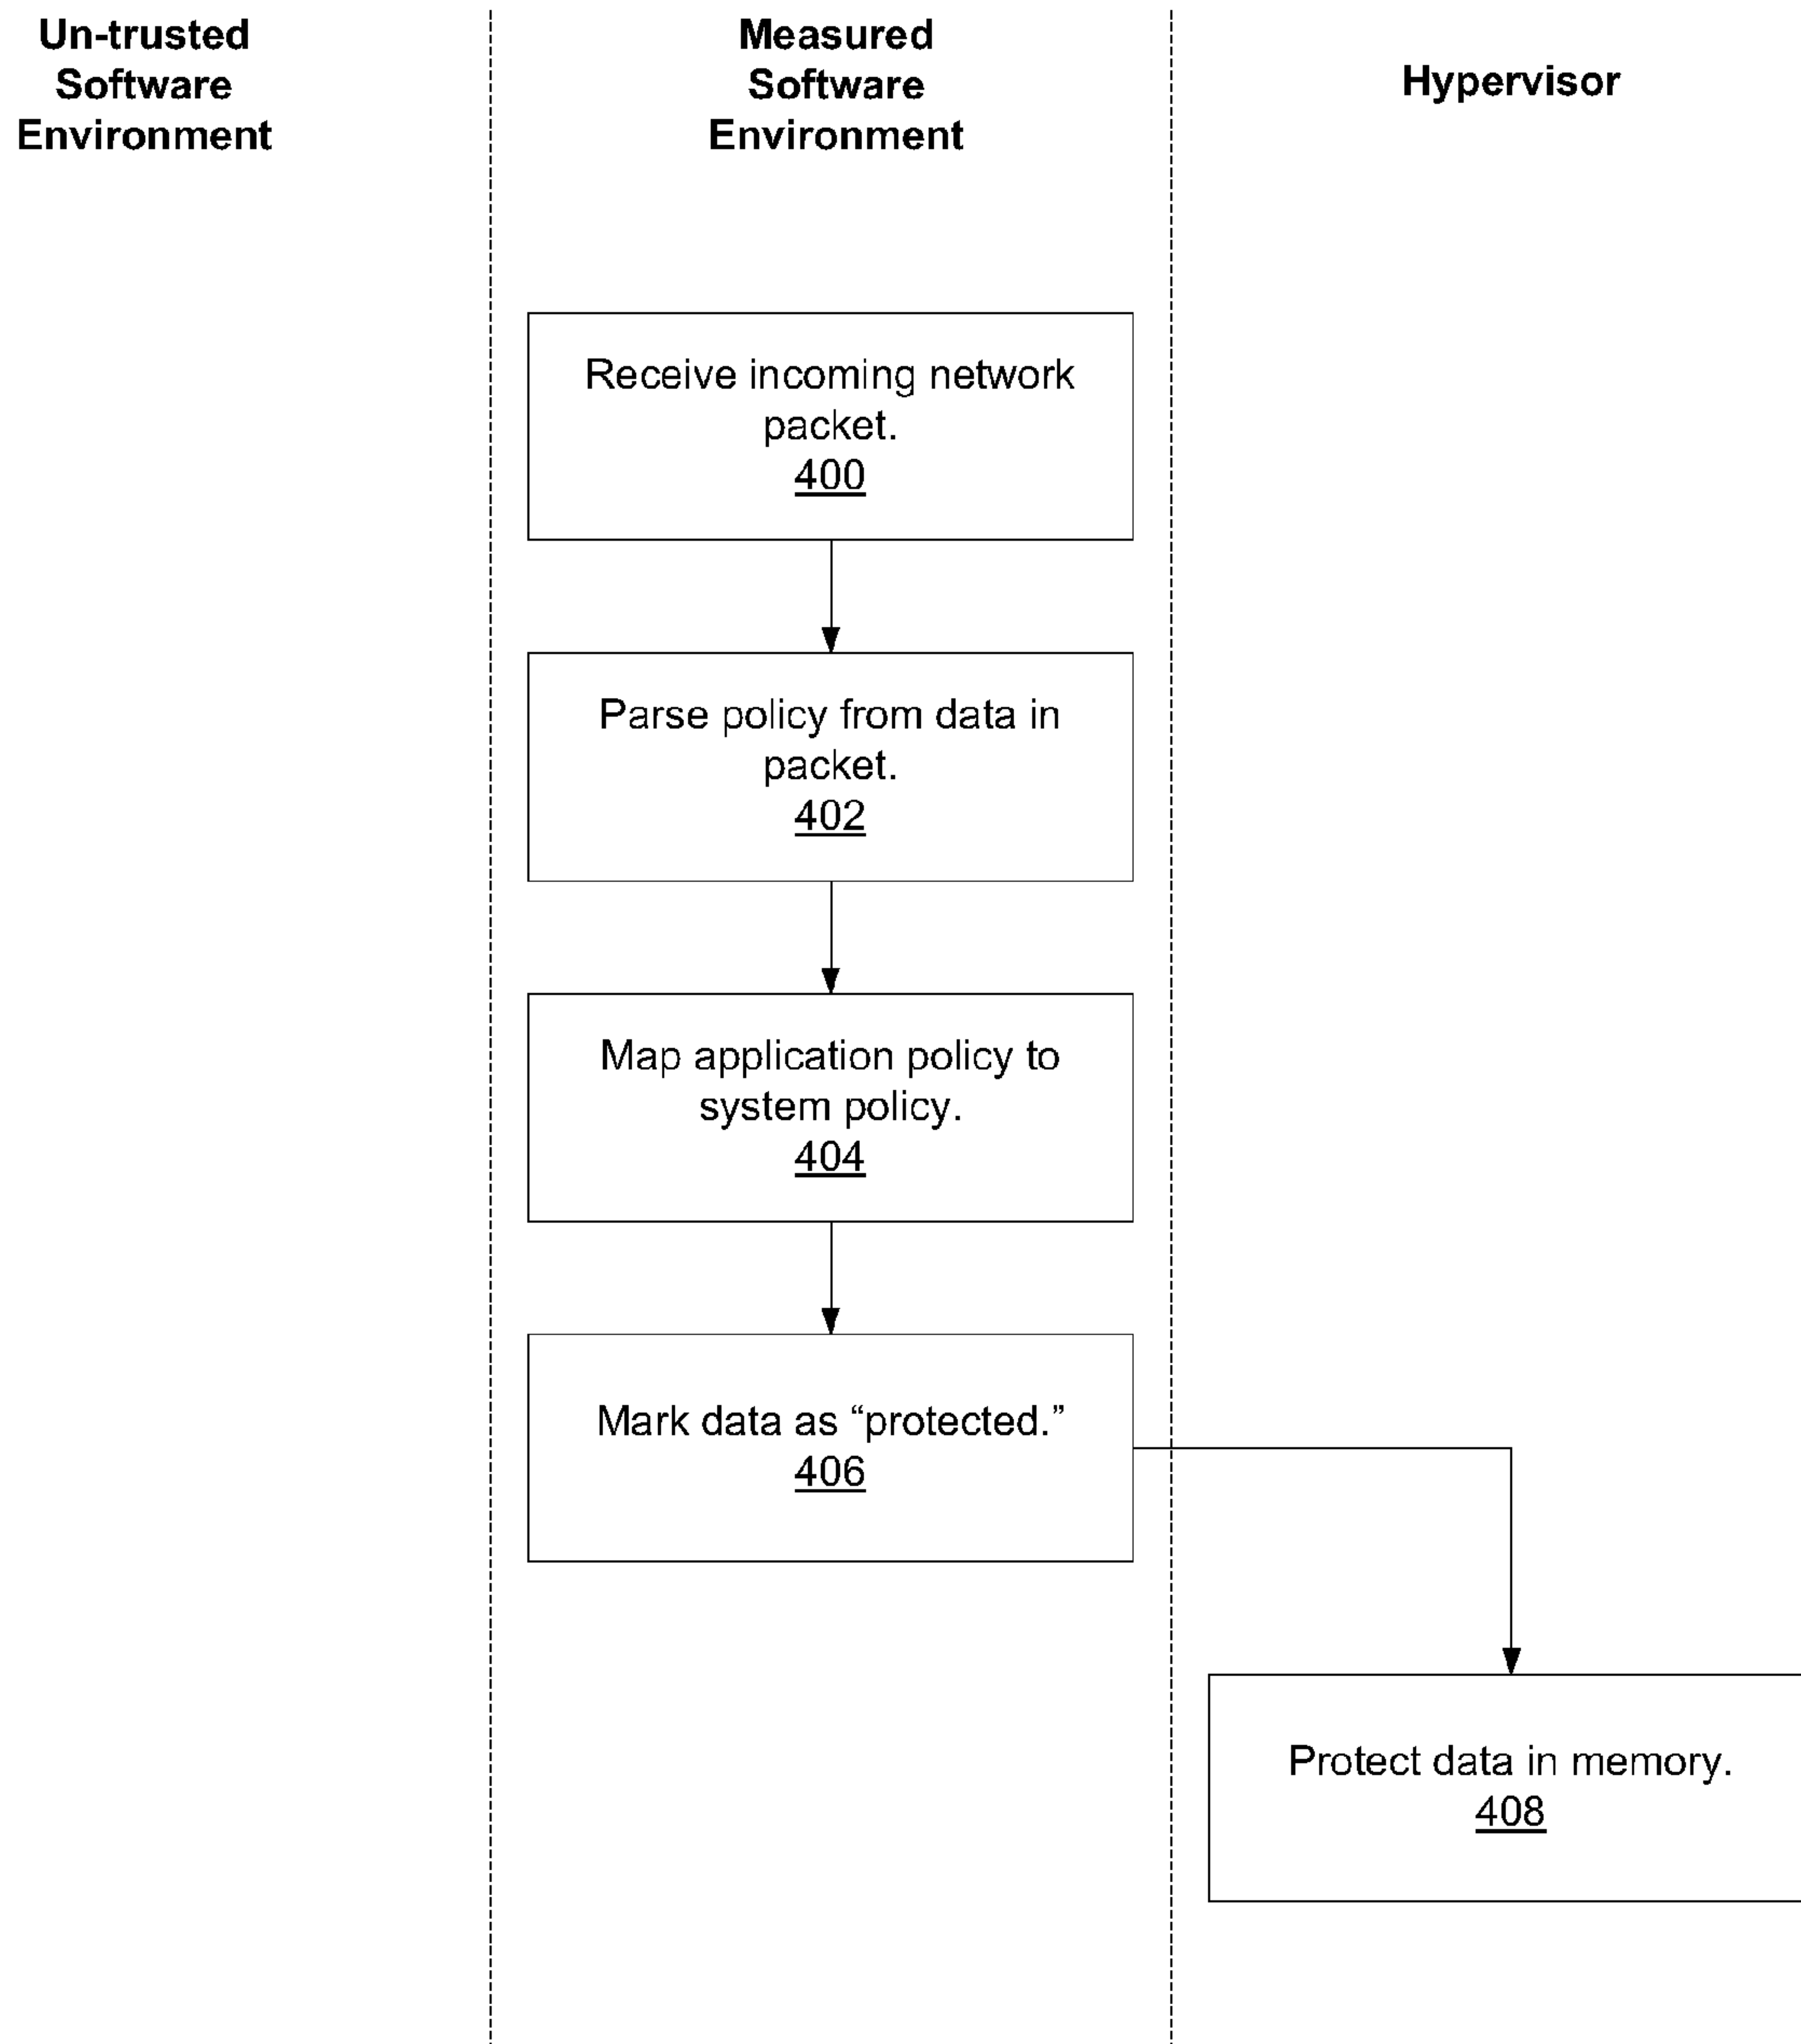 Un-trusted
Software
Environment
Measured
Software
Environment
Hypervisor
Receive incoming network
packet.
400
Parse policy from data in
packet.
402
Map application policy to
system policy.
404
Mark data as “protected.”
406
Protect data in memory.
408